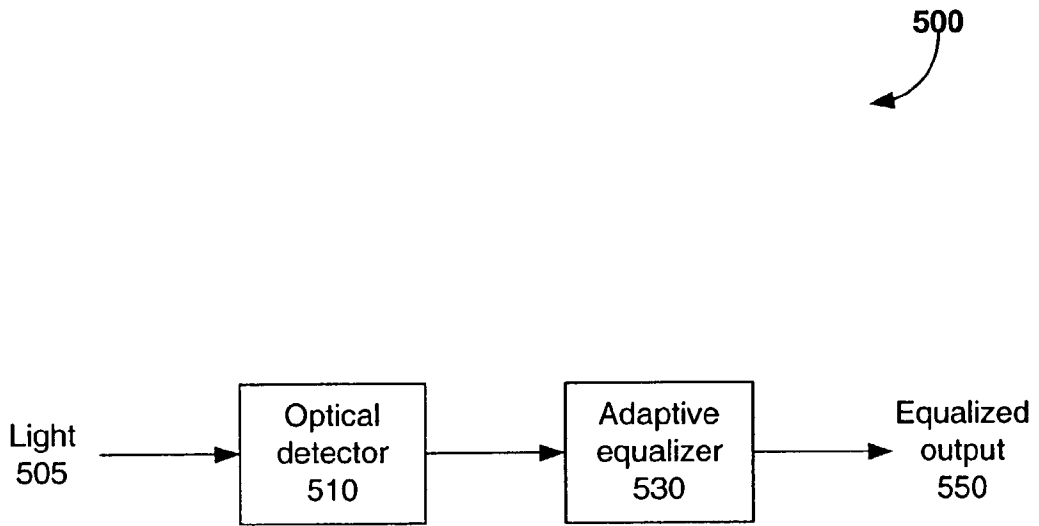 500
Light
505
Optical
detector
510
Adaptive
equalizer
530
Equalized
output
550